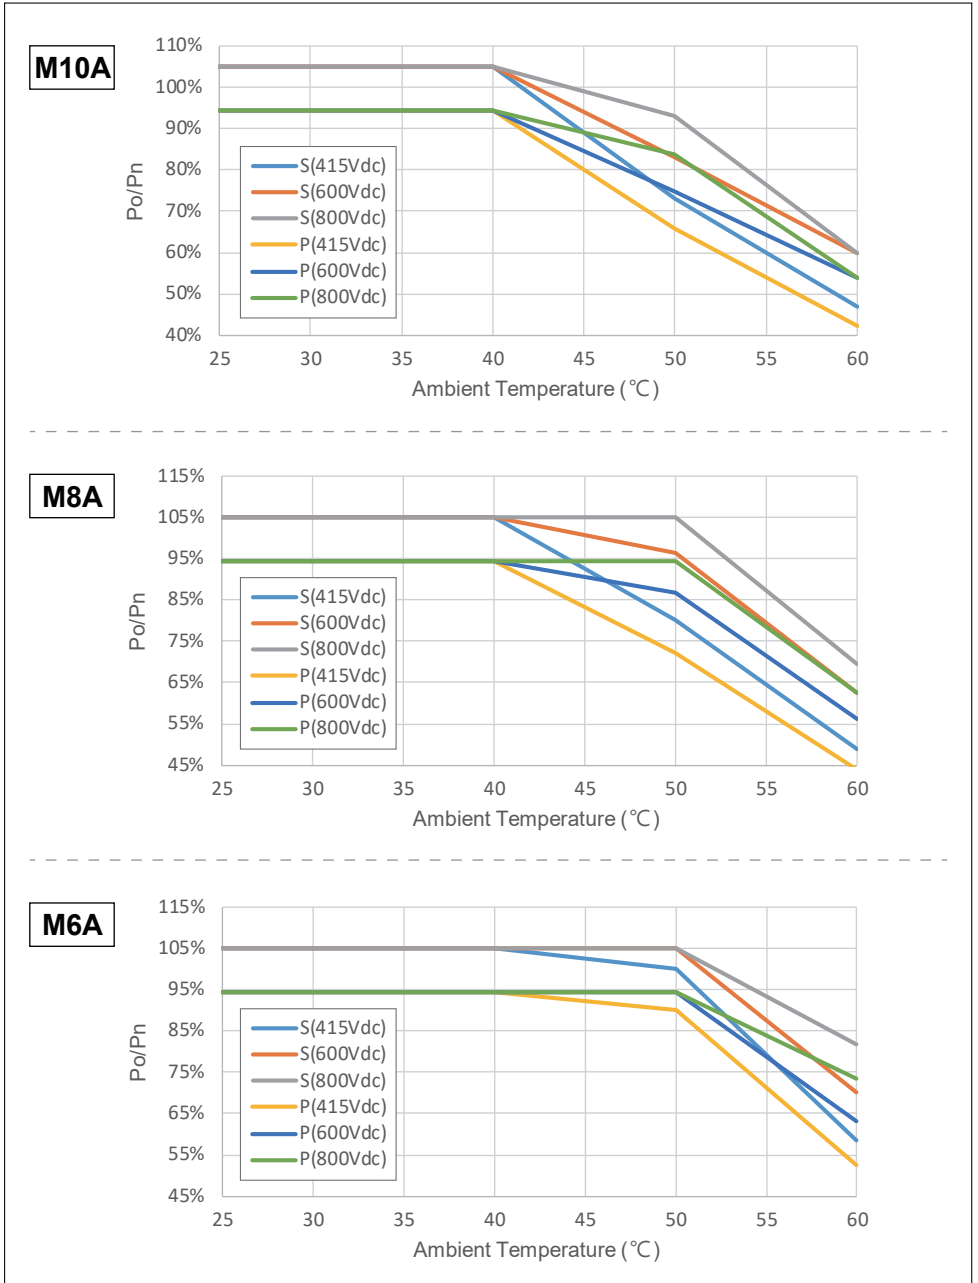 M10A
110%
100%
90%
80%
70%
60%
50%
40%
Po/Pn
S(415Vdc)
S(600Vdc)
S(800Vdc)
P(415Vdc)
P(600Vdc)
P(800Vdc)
25 30 35 40 45 50 55 60
Ambient Temperature (℃)
M8A
115%
105%
95%
85%
75%
65%
55%
45%
Po/Pn
S(415Vdc)
S(600Vdc)
S(800Vdc)
P(415Vdc)
P(600Vdc)
P(800Vdc)
25 30 35 40 45 50 55 60
Ambient Temperature (℃)
M6A
115%
105%
95%
85%
75%
65%
55%
45%
Po/Pn
S(415Vdc)
S(600Vdc)
S(800Vdc)
P(415Vdc)
P(600Vdc)
P(800Vdc)
25 30 35 40 45 50 55 60
Ambient Temperature (℃)